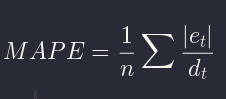 MAPE = \frac{1}{n} \sum \frac{|e_t|}{d_t}